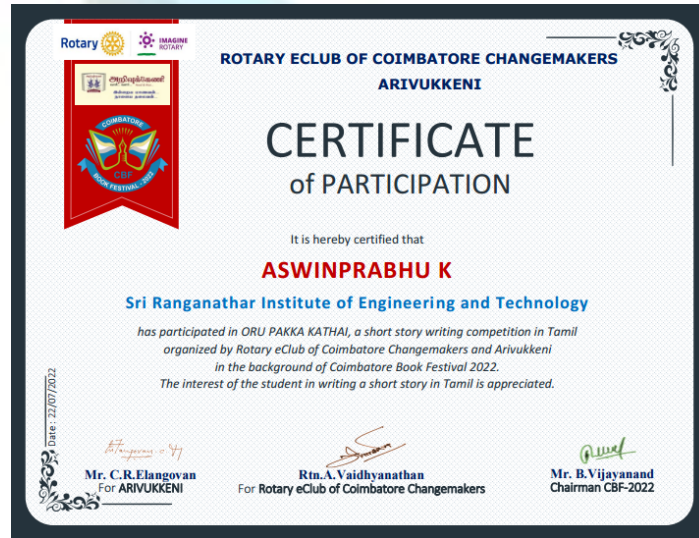 Rotary
IMAGINE
ROTARY
ROTARY ECLUB OF COIMBATORE CHANGEMAKERS
ARIVUKKENI
அறிவுக்கேணி
COIMBATORE
CBF
BOOK FESTIVAL - 2022
CERTIFICATE
of PARTICIPATION
It is hereby certified that
ASWINPRABHU K
Sri Ranganathar Institute of Engineering and Technology
has participated in ORU PAKKA KATHAI, a short story writing competition in Tamil
organized by Rotary eClub of Coimbatore Changemakers and Arivukkeni
in the background of Coimbatore Book Festival 2022.
The interest of the student in writing a short story in Tamil is appreciated.
Date : 22/07/2022
Mr. C.R.Elangovan
For ARIVUKKENI
Rtn.A.Vaidhyanathan
For Rotary eClub of Coimbatore Changemakers
Mr. B.Vijayanand
Chairman CBF-2022